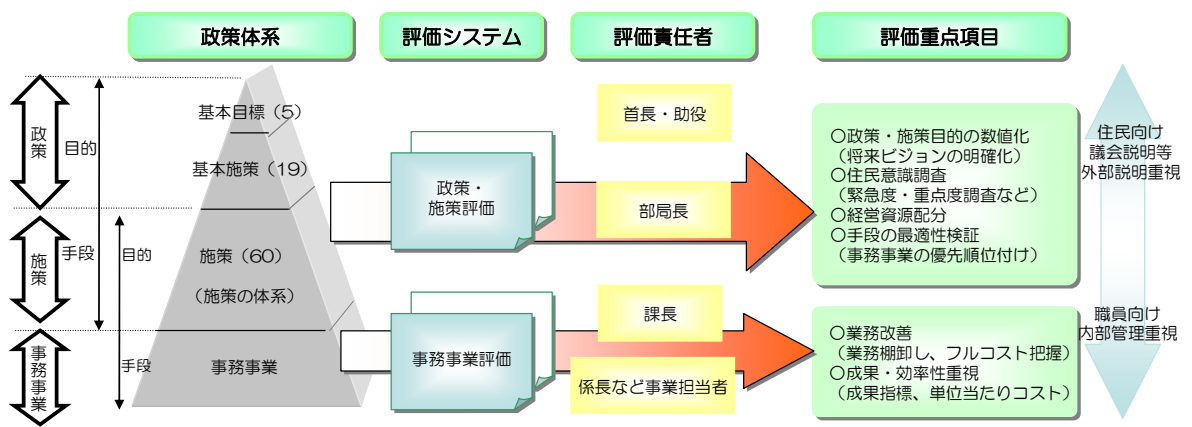 政策体系
評価システム
評価責任者
評価重点項目
政策
目的
手段
施策
目的
手段
事務事業
基本目標（5）
基本施策（19）
施策（60）
（施策の体系）
事務事業
政策・
施策評価
事務事業評価
首長・助役
部局長
課長
係長など事業担当者
○政策・施策目的の数値化
（将来ビジョンの明確化）
○住民意識調査
（緊急度・重点度調査など）
○経営資源配分
○手段の最適性検証
（事務事業の優先順位付け）
○業務改善
（業務棚卸し、フルコスト把握）
○成果・効率性重視
（成果指標、単位当たりコスト）
住民向け
議会説明等
外部説明重視
職員向け
内部管理重視